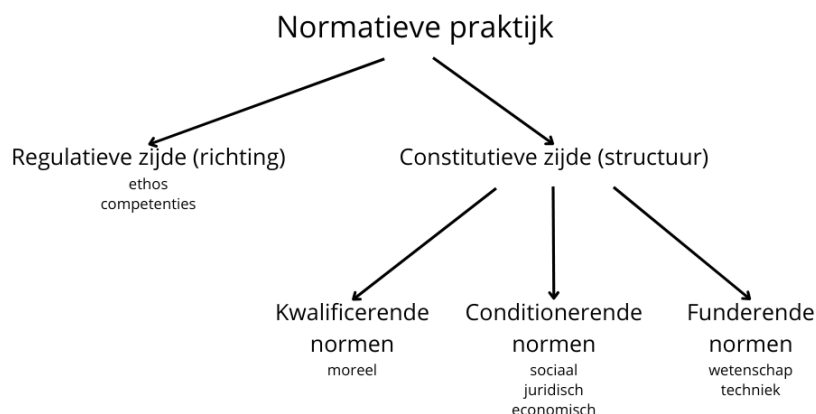 Normatieve praktijk
Regulatieve zijde (richting)
ethos
competenties
Constitutieve zijde (structuur)
Kwalificerende
normen
moreel
Conditionerende
normen
sociaal
juridisch
economisch
Funderende
normen
wetenschap
techniek